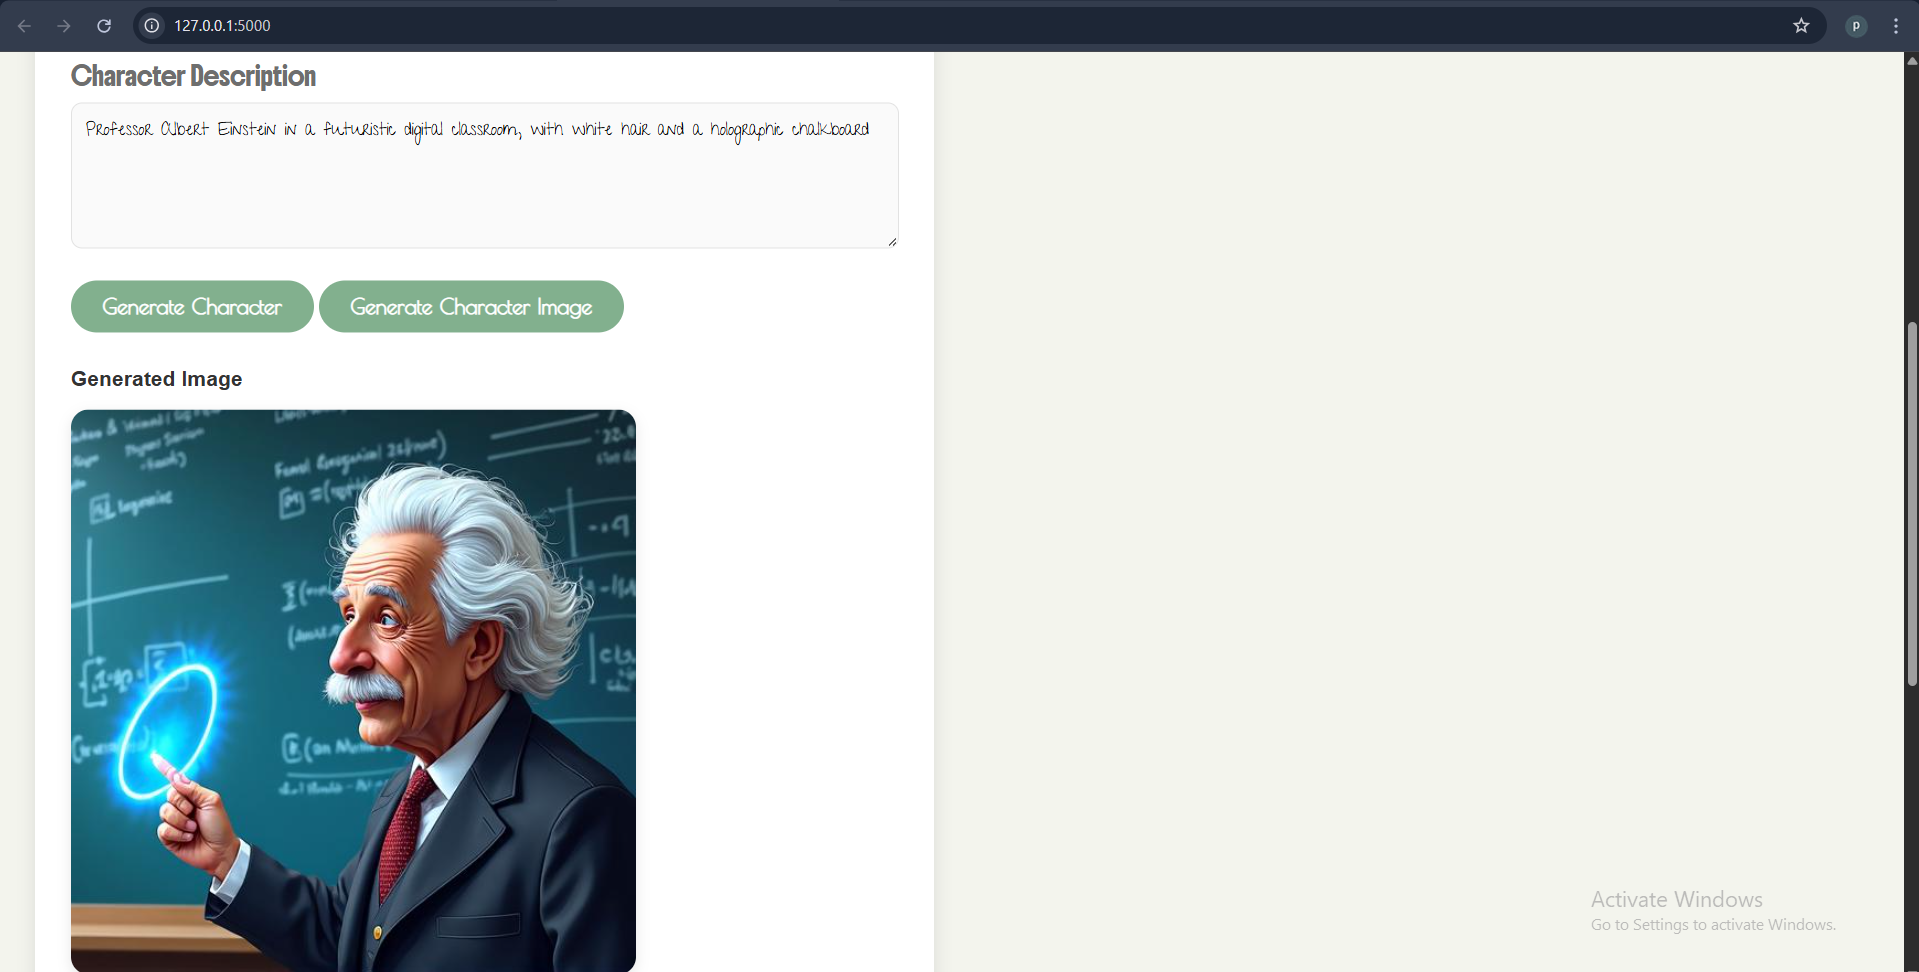 127.0.0.1:5000
p
Character Description
Professor Albert Einstein in a futuristic digital classroom, with white hair and a holographic chalkboard
Generate Character Generate Character Image
Generated Image
Activate Windows
Go to Settings to activate Windows.